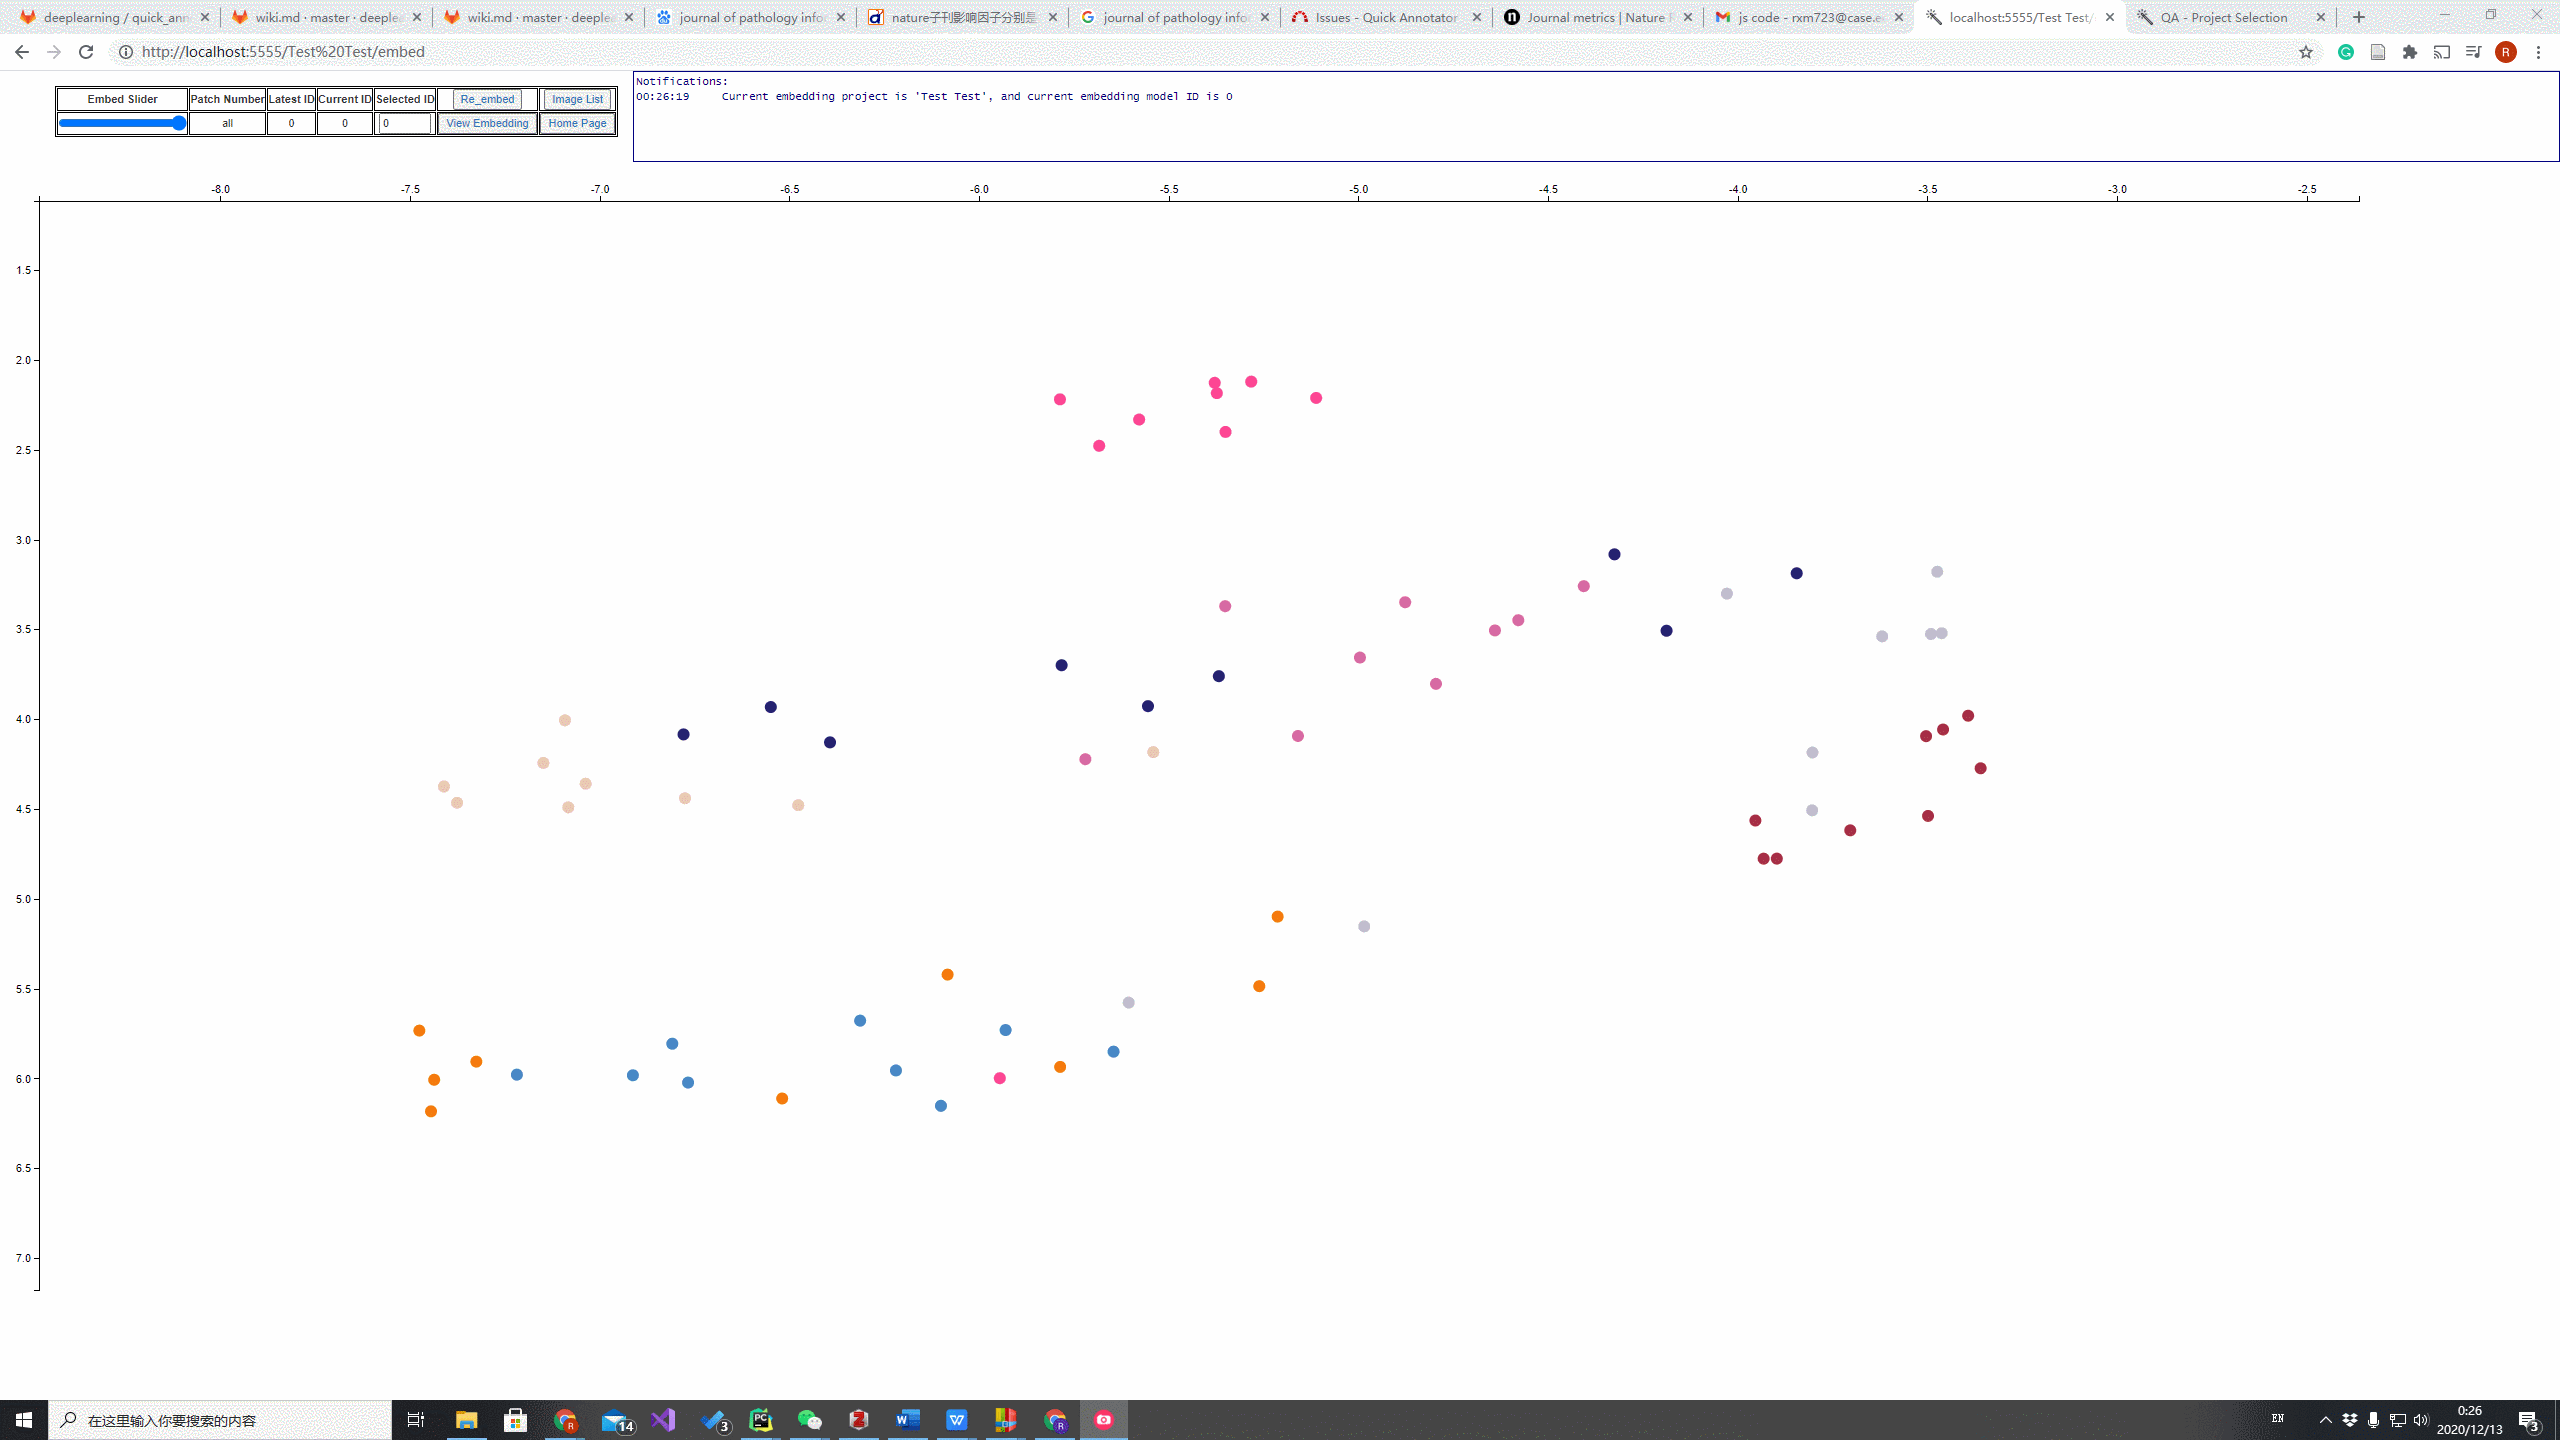 deeplearning / quick_ann
wiki.md · master · deeplea
wiki.md · master · deeplea
journal of pathology infor
nature子刊影响因子分别是
journal of pathology infor
Issues - Quick Annotator
Journal metrics | Nature R
js code - rxm723@case.e
localhost:5555/Test Test/
QA - Project Selection
http://localhost:5555/Test%20Test/embed
R
Embed Slider Patch Number Latest ID Current ID Selected ID Re_embed Image List
all 0 0 0 View Embedding Home Page
Notifications:
00:26:19 Current embedding project is 'Test Test', and current embedding model ID is 0
-8.0 -7.5 -7.0 -6.5 -6.0 -5.5 -5.0 -4.5 -4.0 -3.5 -3.0 -2.5
1.5
2.0
2.5
3.0
3.5
4.0
4.5
5.0
5.5
6.0
6.5
7.0
在这里输入你要搜索的内容
14
3
EN
0:26
2020/12/13
3